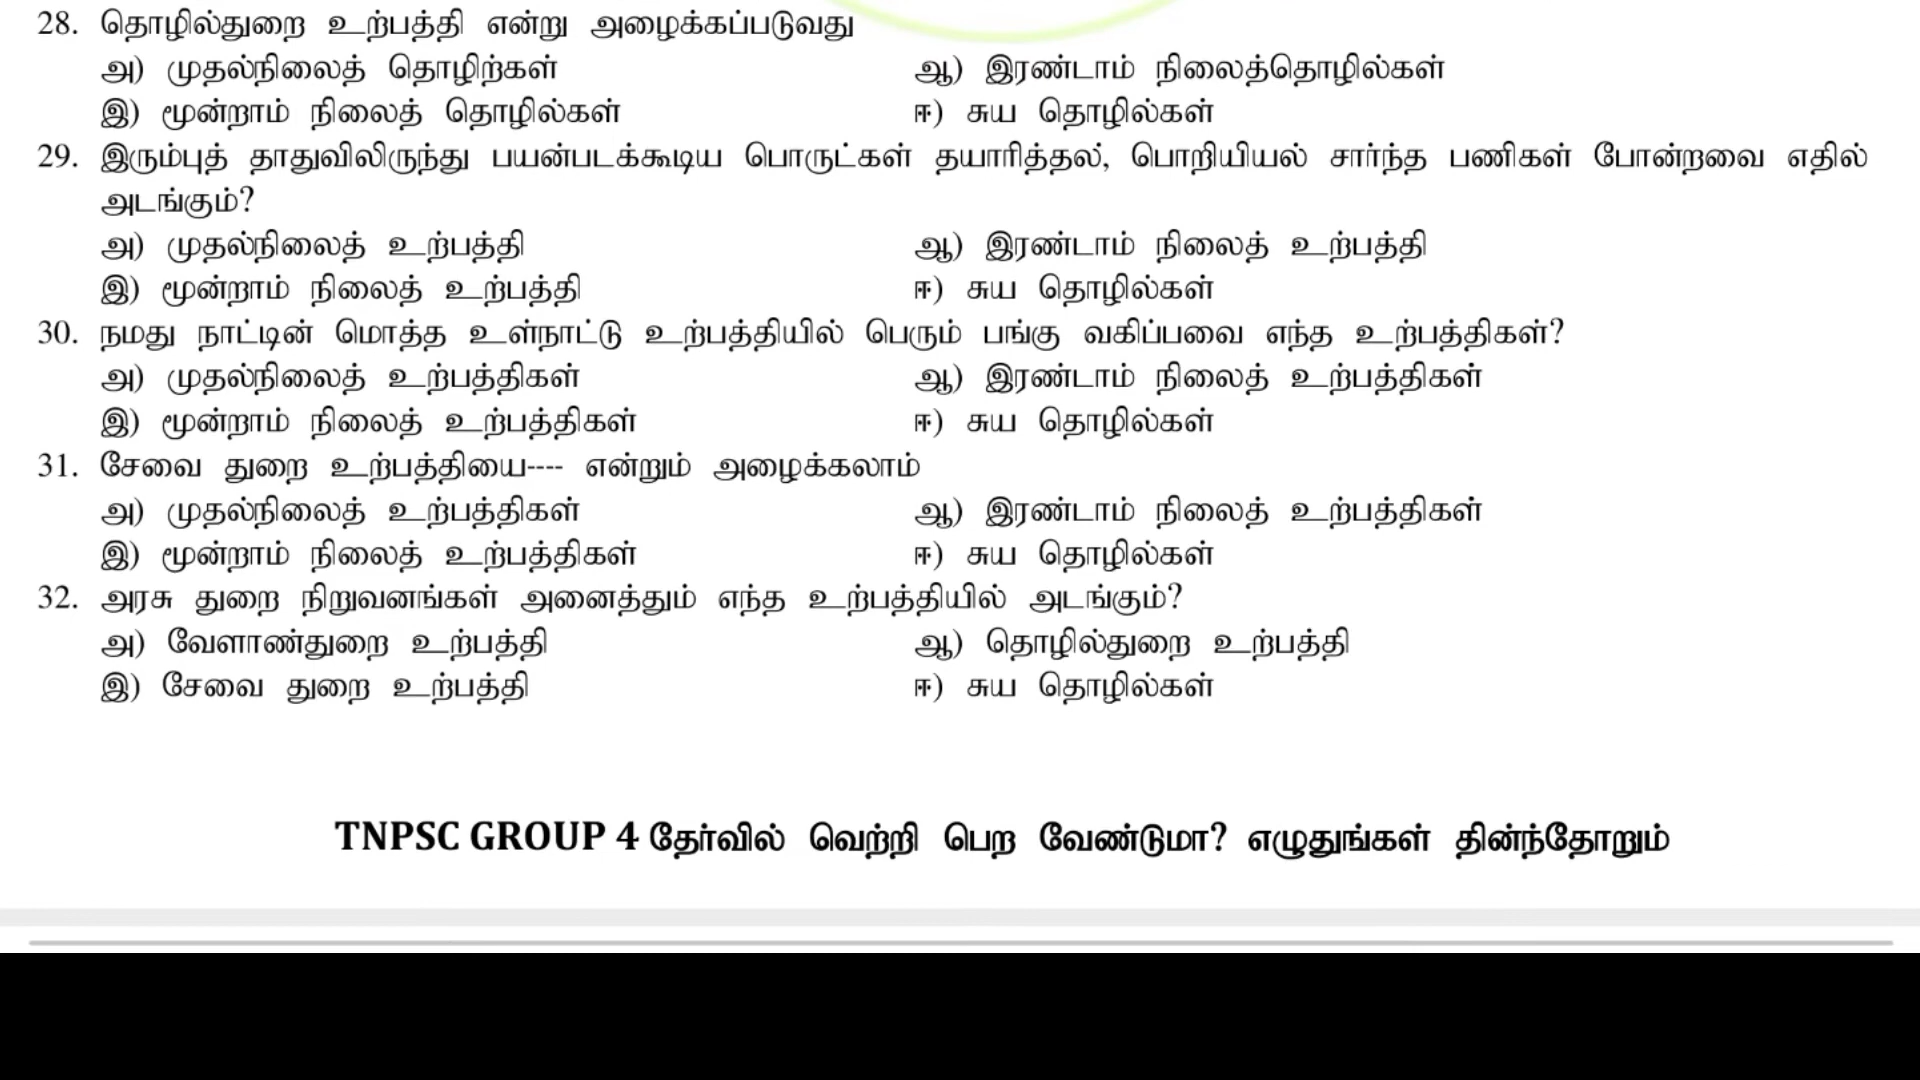 28. தொழில்துறை உற்பத்தி என்று அழைக்கப்படுவது
அ) முதல்நிலைத் தொழிற்கள் ஆ) இரண்டாம் நிலைத்தொழில்கள்
இ) மூன்றாம் நிலைத் தொழில்கள் ஈ) சுய தொழில்கள்
29. இரும்புத் தாதுவிலிருந்து பயன்படக்கூடிய பொருட்கள் தயாரித்தல், பொறியியல் சார்ந்த பணிகள் போன்றவை எதில்
அடங்கும்?
அ) முதல்நிலைத் உற்பத்தி ஆ) இரண்டாம் நிலைத் உற்பத்தி
இ) மூன்றாம் நிலைத் உற்பத்தி ஈ) சுய தொழில்கள்
30. நமது நாட்டின் மொத்த உள்நாட்டு உற்பத்தியில் பெரும் பங்கு வகிப்பவை எந்த உற்பத்திகள்?
அ) முதல்நிலைத் உற்பத்திகள் ஆ) இரண்டாம் நிலைத் உற்பத்திகள்
இ) மூன்றாம் நிலைத் உற்பத்திகள் ஈ) சுய தொழில்கள்
31. சேவை துறை உற்பத்தியை---- என்றும் அழைக்கலாம்
அ) முதல்நிலைத் உற்பத்திகள் ஆ) இரண்டாம் நிலைத் உற்பத்திகள்
இ) மூன்றாம் நிலைத் உற்பத்திகள் ஈ) சுய தொழில்கள்
32. அரசு துறை நிறுவனங்கள் அனைத்தும் எந்த உற்பத்தியில் அடங்கும்?
அ) வேளாண்துறை உற்பத்தி ஆ) தொழில்துறை உற்பத்தி
இ) சேவை துறை உற்பத்தி ஈ) சுய தொழில்கள்
TNPSC GROUP 4 தேர்வில் வெற்றி பெற வேண்டுமா? எழுதுங்கள் தின்ந்தோறும்